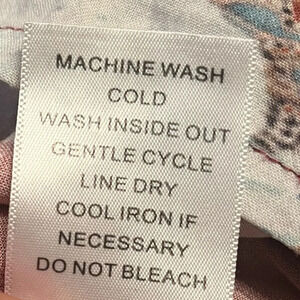 MACHINE WASH
COLD
WASH INSIDE OUT
GENTLE CYCLE
LINE DRY
COOL IRON IF
NECESSARY
DO NOT BLEACH